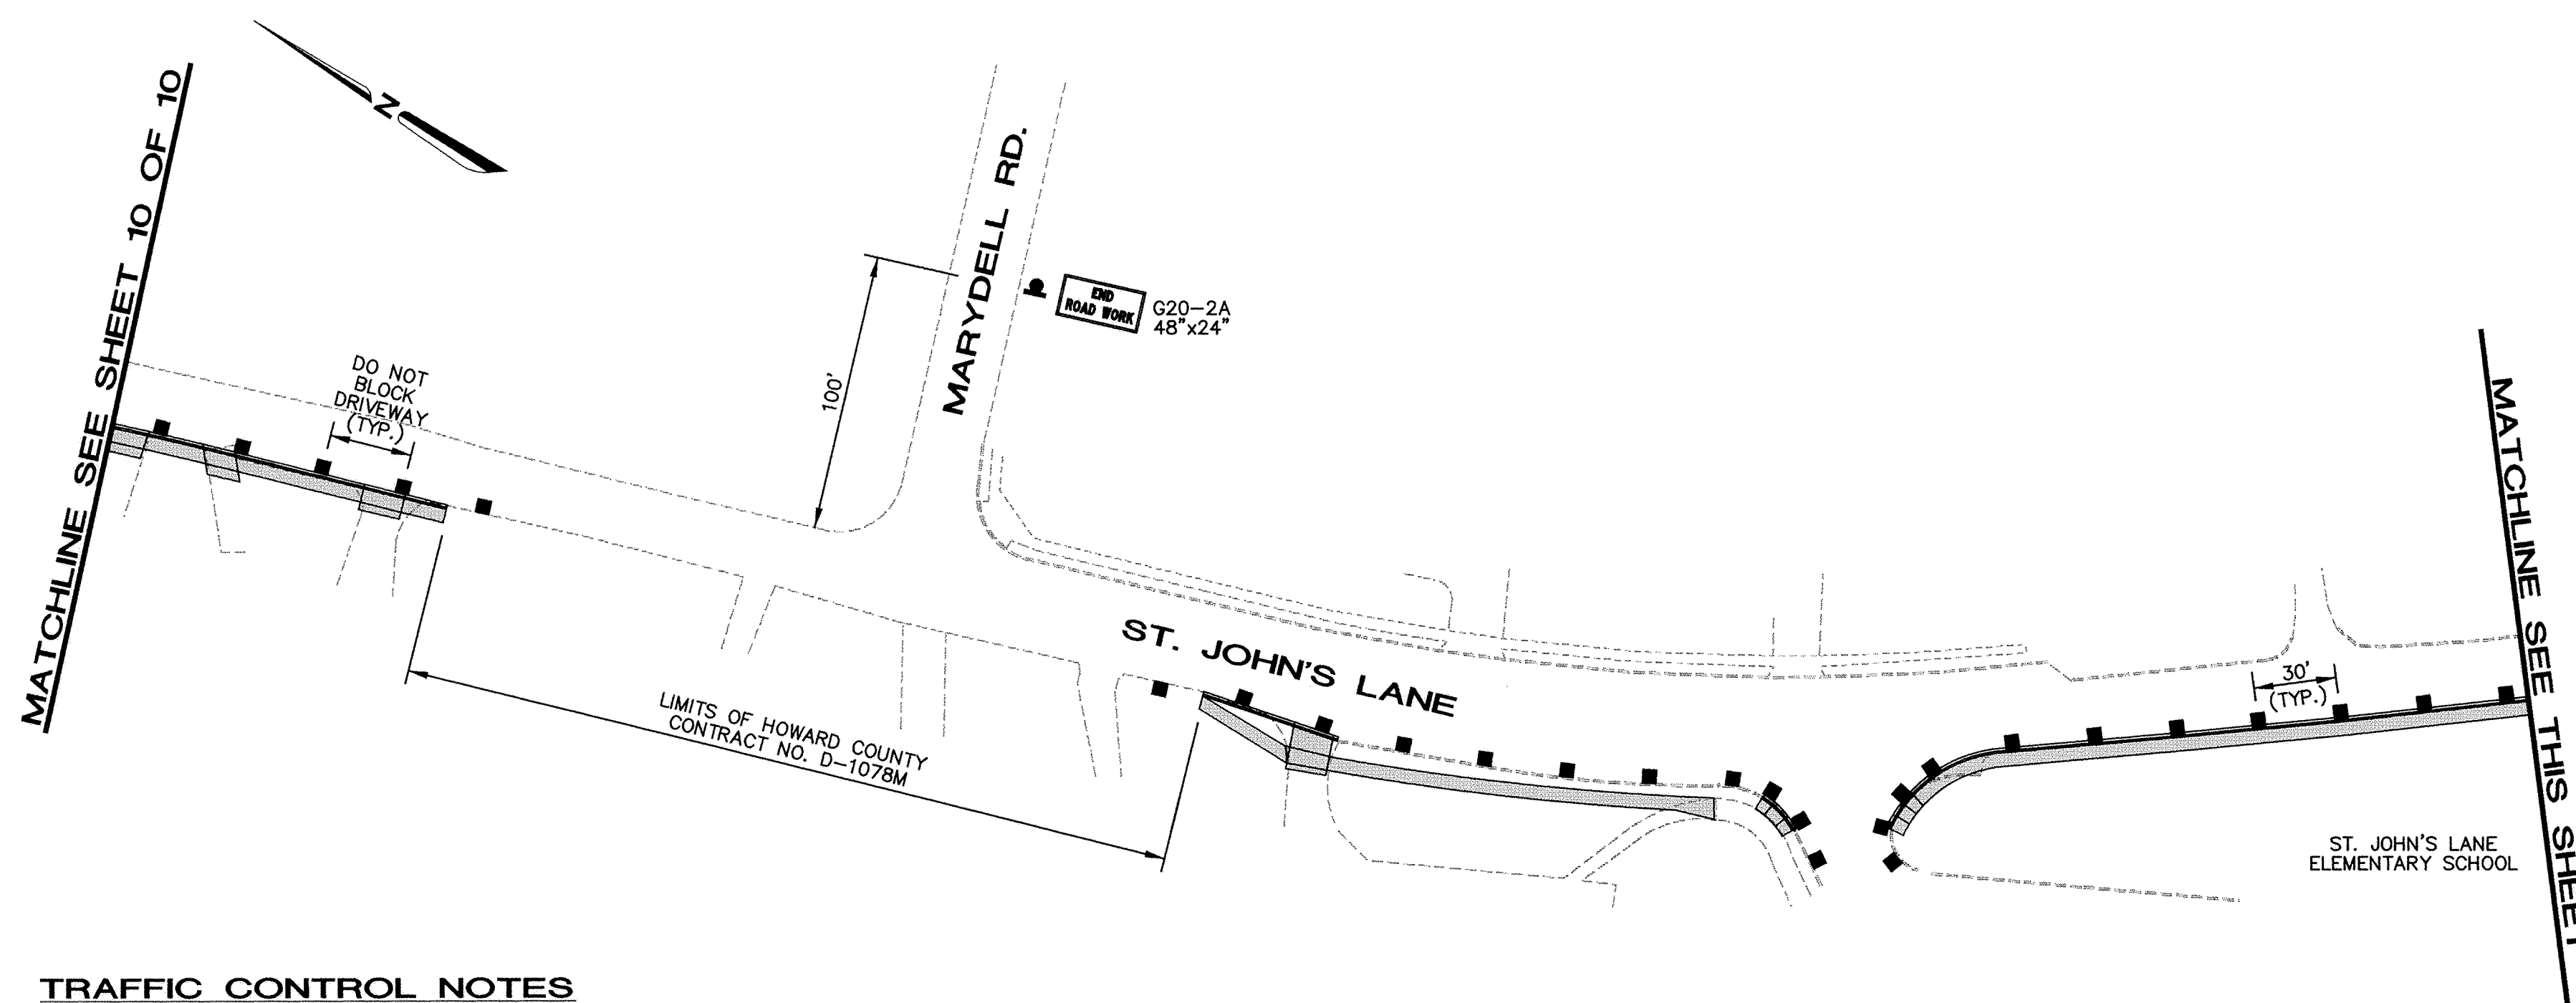 MATCHLINE SEE SHEET 10 OF 10
N
DO NOT
BLOCK
DRIVEWAY
(TYP.)
100'
MARYDELL RD.
END
ROAD WORK
G20-2A
48"x24"
LIMITS OF HOWARD COUNTY
CONTRACT NO. D-1078M
ST. JOHN'S LANE
30'
(TYP.)
ST. JOHN'S LANE
ELEMENTARY SCHOOL
MATCHLINE SEE THIS SHEET
TRAFFIC CONTROL NOTES